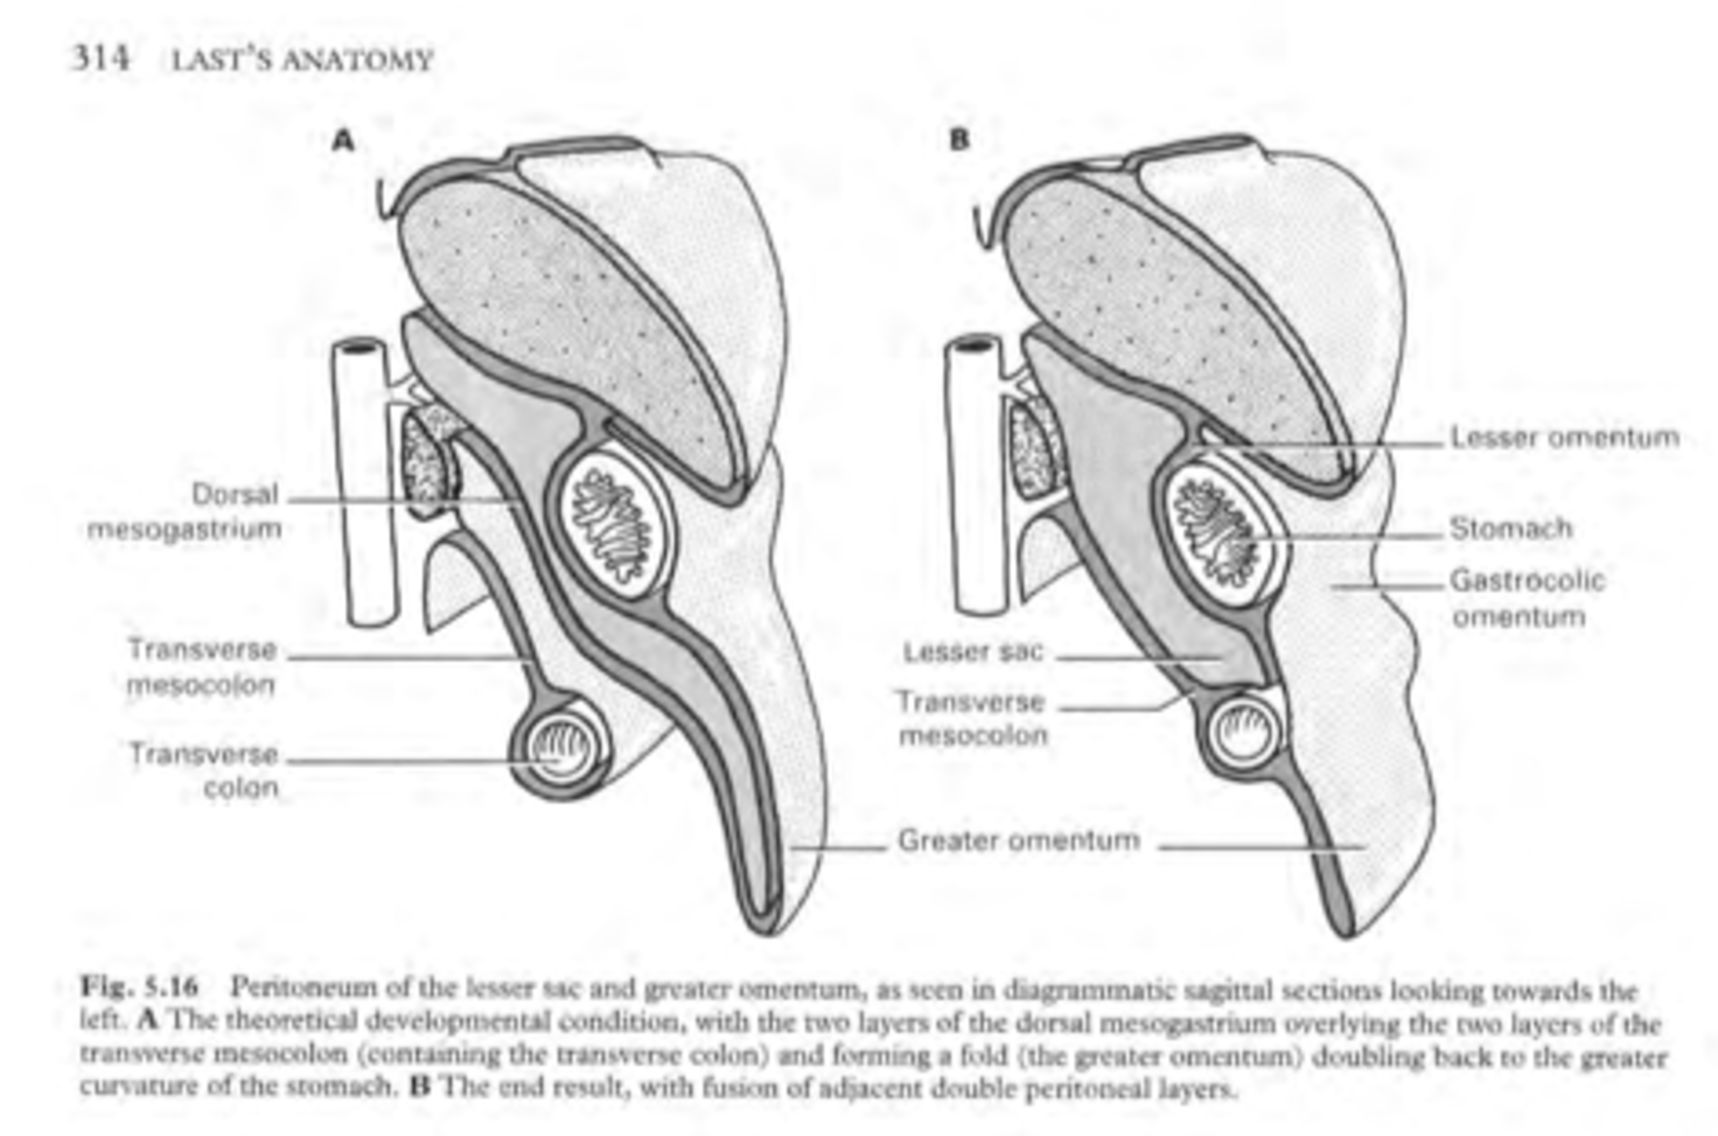 314 LAST'S ANATOMY
A
B
Dorsal
mesogastrium
Transverse
mesocolon
Transverse
colon
Lesser omentum
Stomach
Gastrocolic
omentum
Lesser sac
Transverse
mesocolon
Greater omentum
Fig. 5.16 Peritoneum of the lesser sac and greater omentum, as seen in diagrammatic sagittal sections looking towards the
left. A The theoretical developmental condition, with the two layers of the dorsal mesogastrium overlying the two layers of the
transverse mesocolon (containing the transverse colon) and forming a fold (the greater omentum) doubling back to the greater
curvature of the stomach. B The end result, with fusion of adjacent double peritoneal layers.